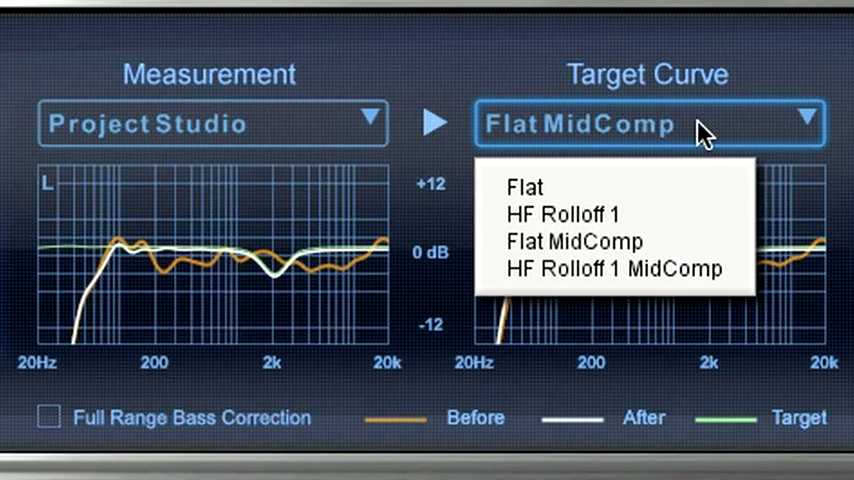 Measurement
Target Curve
Project Studio
Flat MidComp
L
+12
0 dB
-12
Flat
HF Rolloff 1
Flat MidComp
HF Rolloff 1 MidComp
20Hz 200 2k 20k
20Hz 200 2k 20k
Full Range Bass Correction
Before
After
Target